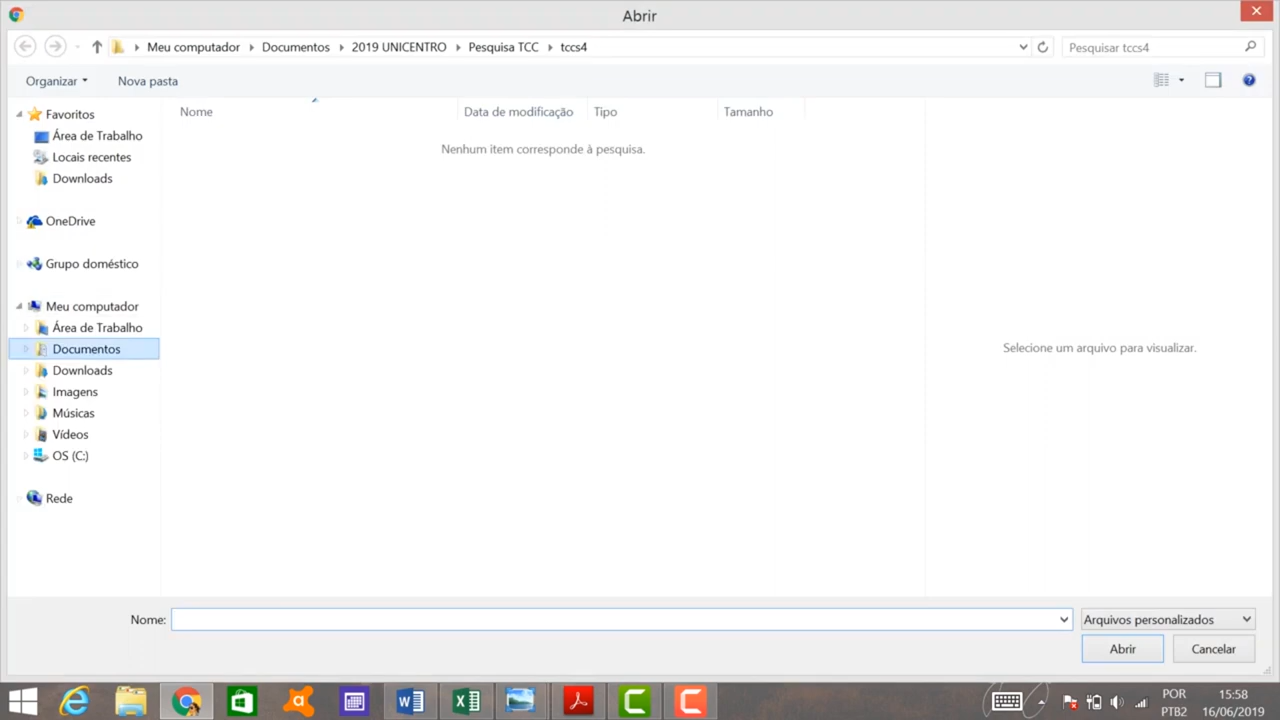 Abrir
Meu computador Documentos 2019 UNICENTRO Pesquisa TCC tccs4
Pesquisar tccs4
Organizar Nova pasta
Nome Data de modificação Tipo Tamanho
Nenhum item corresponde à pesquisa.
Favoritos
Área de Trabalho
Locais recentes
Downloads
OneDrive
Grupo doméstico
Meu computador
Área de Trabalho
Documentos
Downloads
Imagens
Músicas
Vídeos
OS (C:)
Rede
Selecione um arquivo para visualizar.
Nome:
Arquivos personalizados
Abrir Cancelar
POR 15:58
PTB2 16/06/2019